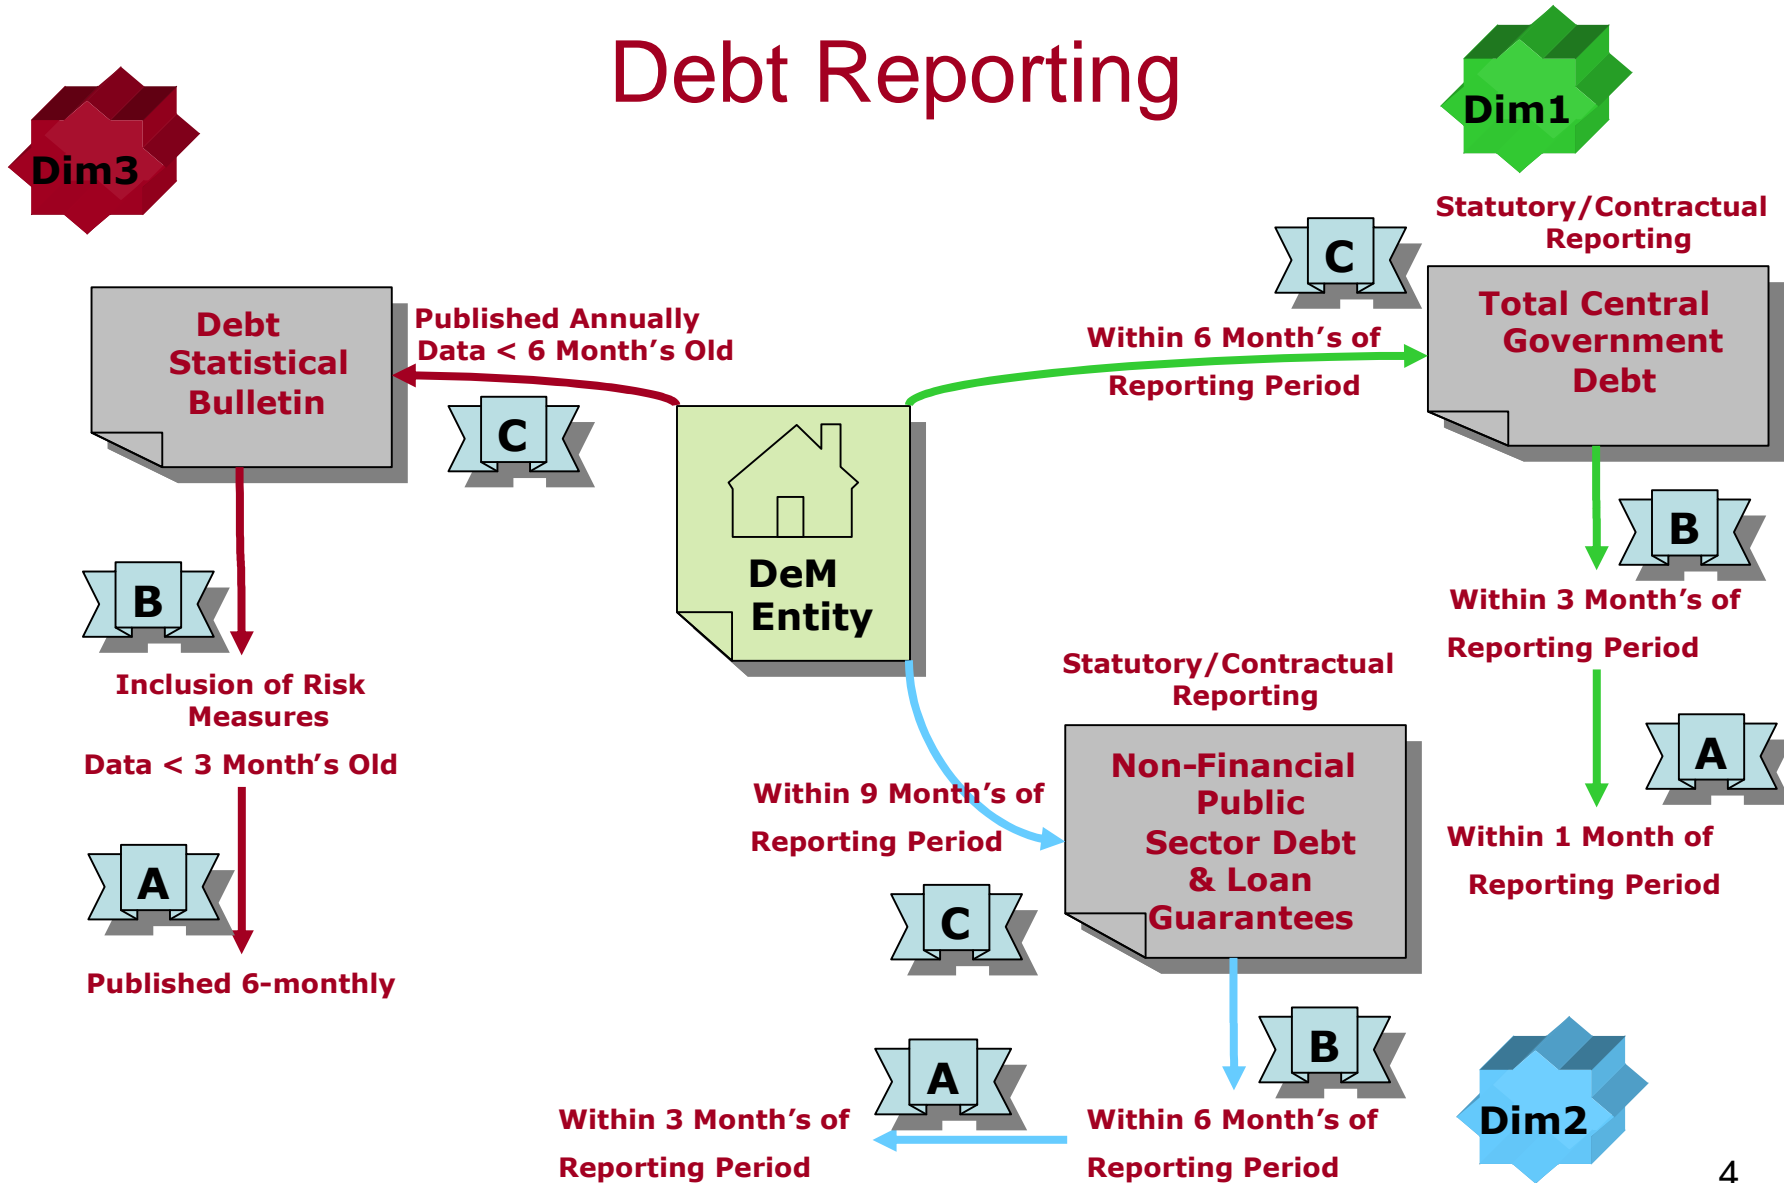 Debt Reporting
Dim1
Dim3
Statutory/Contractual
Reporting
C
Total Central
Government
Debt
Debt
Statistical
Bulletin
Published Annually
Data < 6 Month's Old
Within 6 Month's of
Reporting Period
C
DeM
Entity
B
Within 3 Month's of
Reporting Period
B
Inclusion of Risk
Measures
Data < 3 Month's Old
Statutory/Contractual
Reporting
A
Within 1 Month of
Reporting Period
Non-Financial
Public
Sector Debt
& Loan
Guarantees
Within 9 Month's of
Reporting Period
A
C
Published 6-monthly
B
A
Within 3 Month's of
Reporting Period
Within 6 Month's of
Reporting Period
Dim2
4